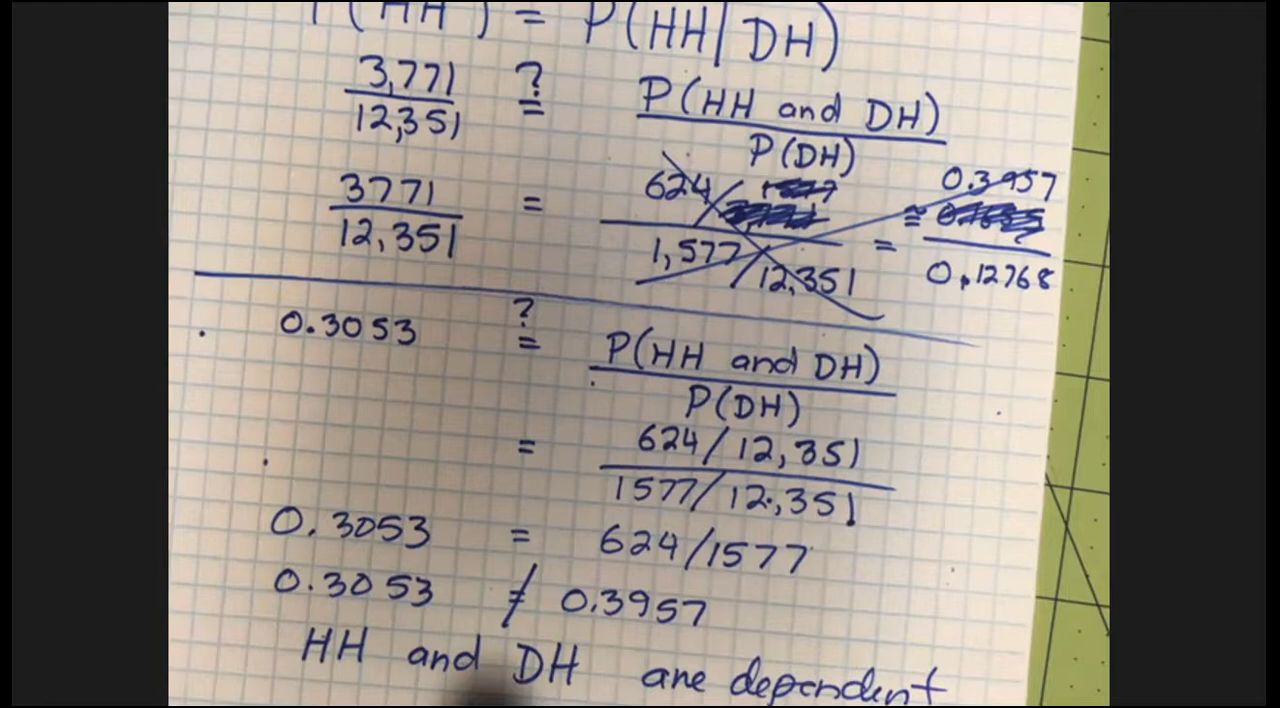 P(HH) = P(HH|DH)
3,771/12,351 ≟ P(HH and DH)/P(DH)
3771/12,351 = 624/1,577/12,351 = ≅ 0.3957/0.12768
0.3053 ≟ P(HH and DH)/P(DH)
= 624/12,351/1577/12,351
0.3053 = 624/1577
0.3053 ≠ 0.3957
HH and DH are dependent